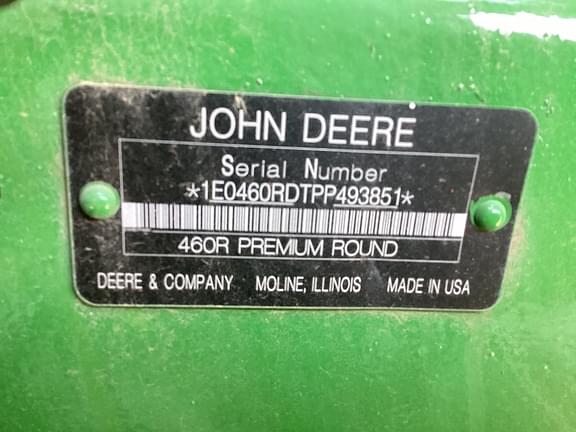 JOHN DEERE
Serial Number
*1E0460RDTPP493851*
460R PREMIUM ROUND
DEERE & COMPANY MOLINE, ILLINOIS MADE IN USA